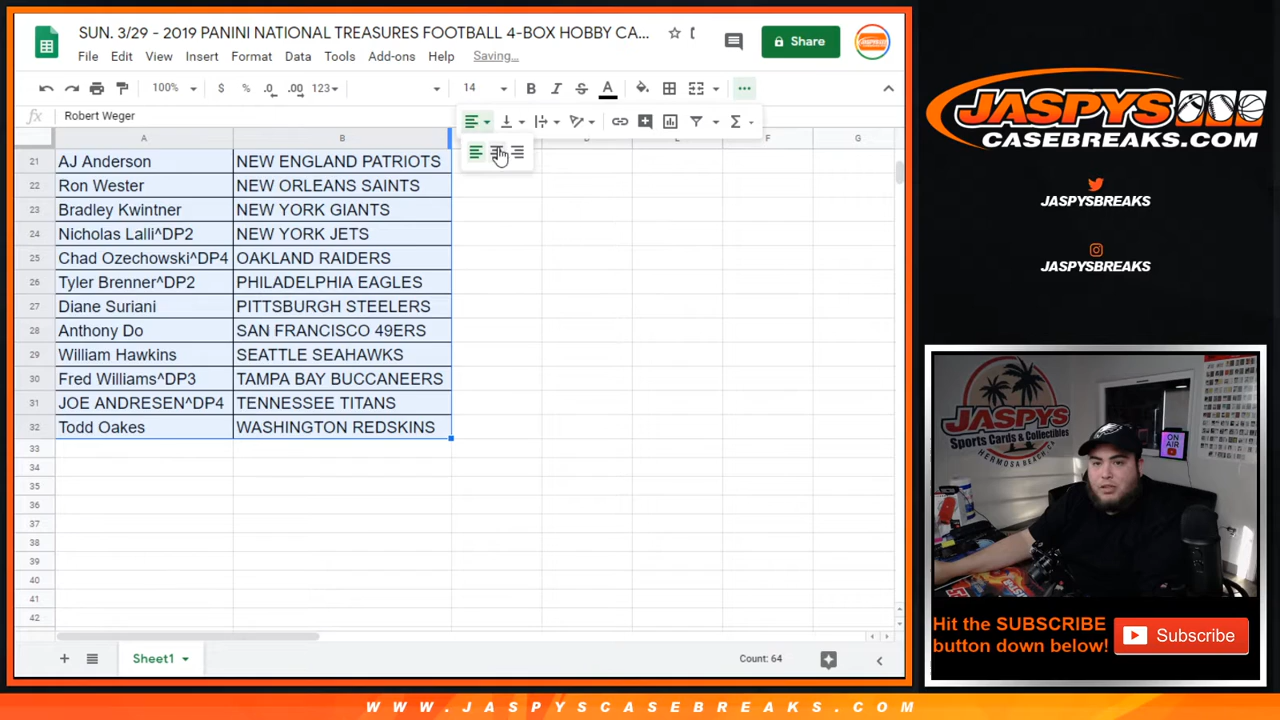 SUN. 3/29 - 2019 PANINI NATIONAL TREASURES FOOTBALL 4-BOX HOBBY CA...
Share
File Edit View Insert Format Data Tools Add-ons Help Saving...
100% $ % .0 .00 123 14 B I S A
fx Robert Weger
A B G
21 AJ Anderson NEW ENGLAND PATRIOTS
22 Ron Wester NEW ORLEANS SAINTS
23 Bradley Kwintner NEW YORK GIANTS
24 Nicholas Lalli^DP2 NEW YORK JETS
25 Chad Ozechowski^DP4 OAKLAND RAIDERS
26 Tyler Brenner^DP2 PHILADELPHIA EAGLES
27 Diane Suriani PITTSBURGH STEELERS
28 Anthony Do SAN FRANCISCO 49ERS
29 William Hawkins SEATTLE SEAHAWKS
30 Fred Williams^DP3 TAMPA BAY BUCCANEERS
31 JOE ANDRESEN^DP4 TENNESSEE TITANS
32 Todd Oakes WASHINGTON REDSKINS
33
34
35
36
37
38
39
40
41
42
Sheet1
Count: 64
JASPYS
CASEBREAKS.COM
JASPYSBREAKS
JASPYSBREAKS
JASPYS
Sports Cards & Collectibles
HERMOSA BEACH, CA
ON AIR
Hit the SUBSCRIBE
button down below!
Subscribe
WWW.JASPYSCASEBREAKS.COM